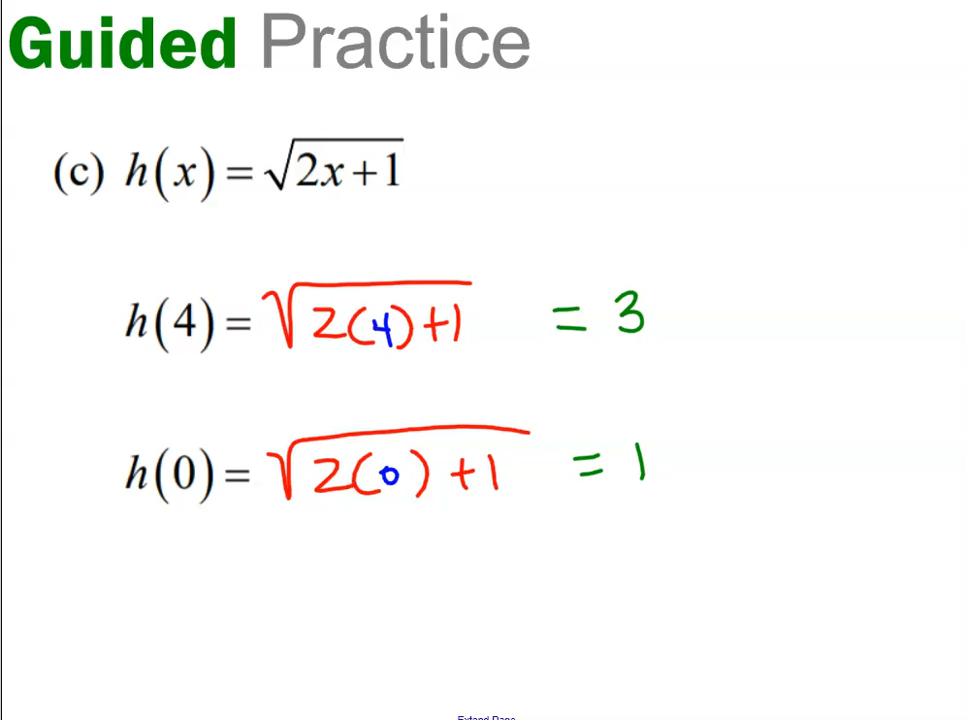 Guided Practice
(c) h(x) = √2x+1
h(4) = √2(4)+1 = 3
h(0) = √2(0)+1 = 1